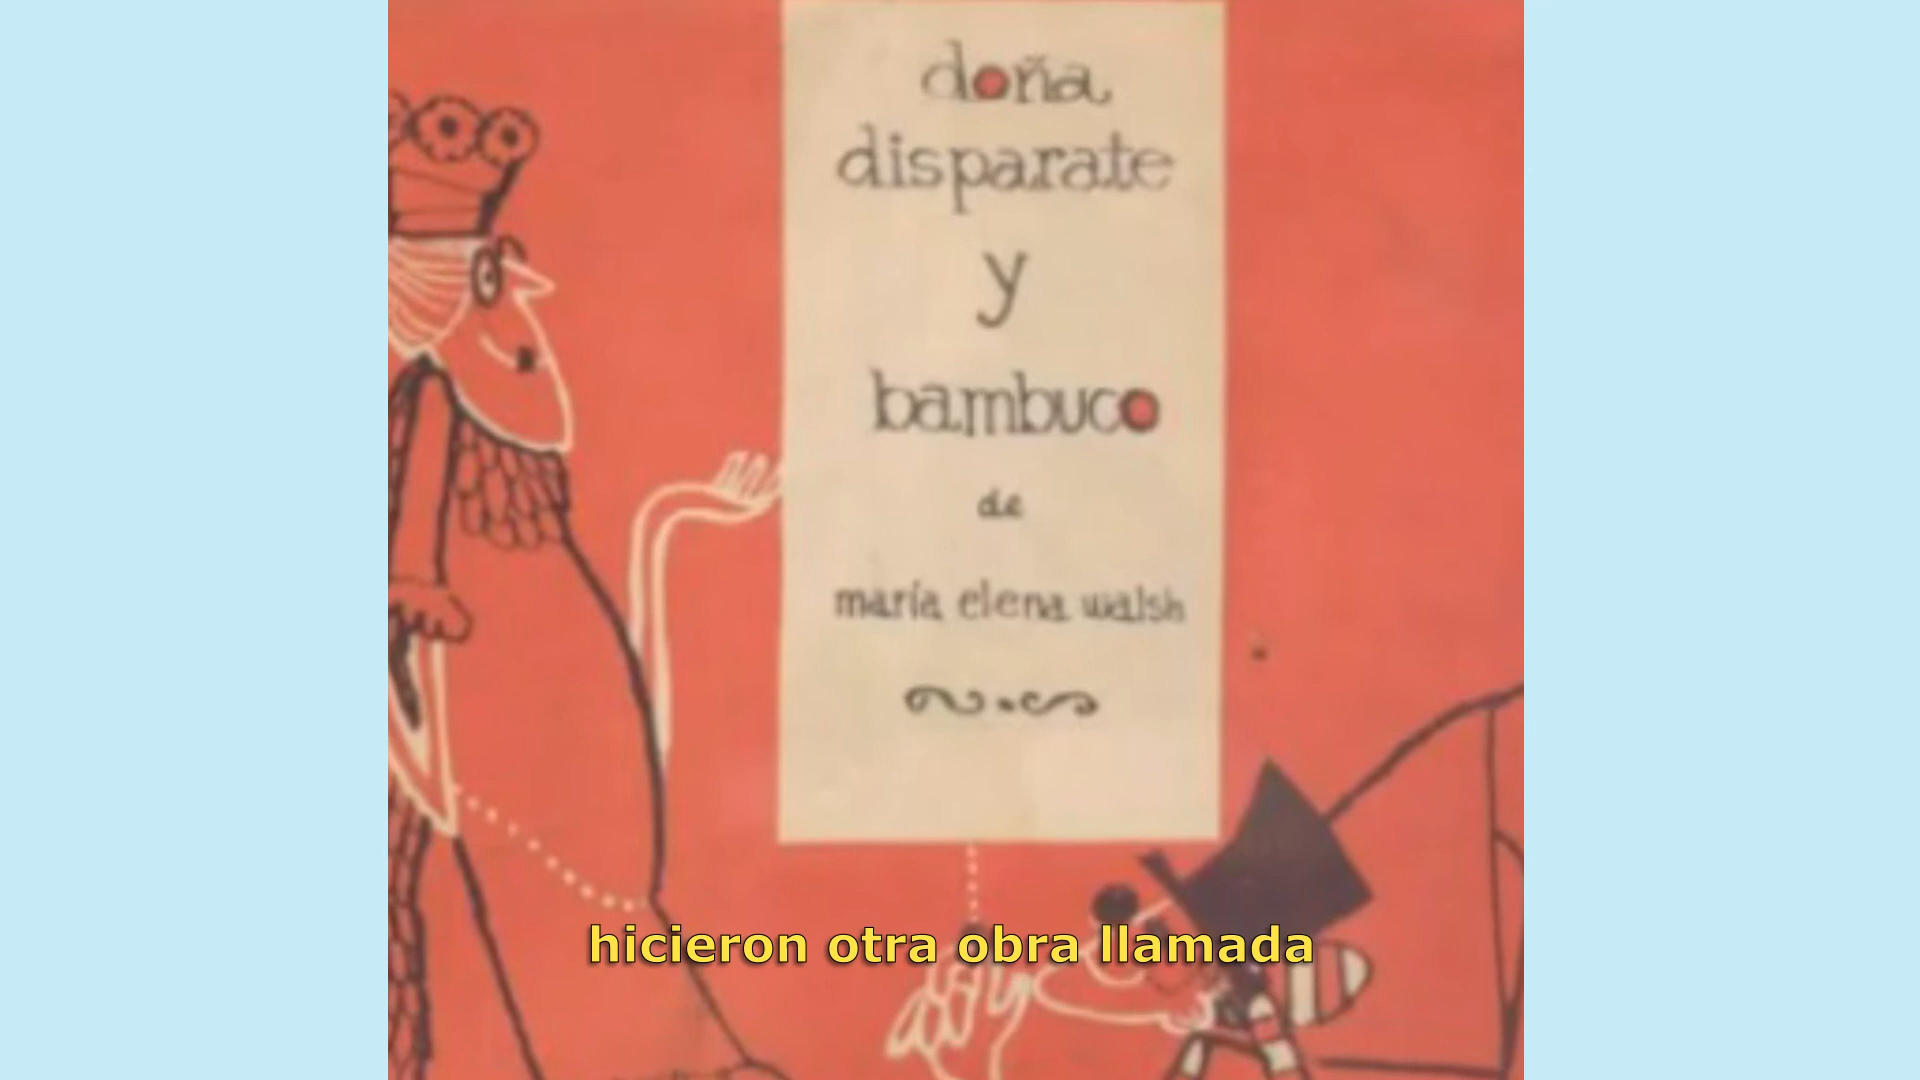 doña
disparate
y
bambuco
de
maría elena walsh
hicieron otra obra llamada